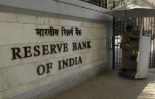 भारतीय रिज़र्व बैंक
RESERVE BANK
OF INDIA